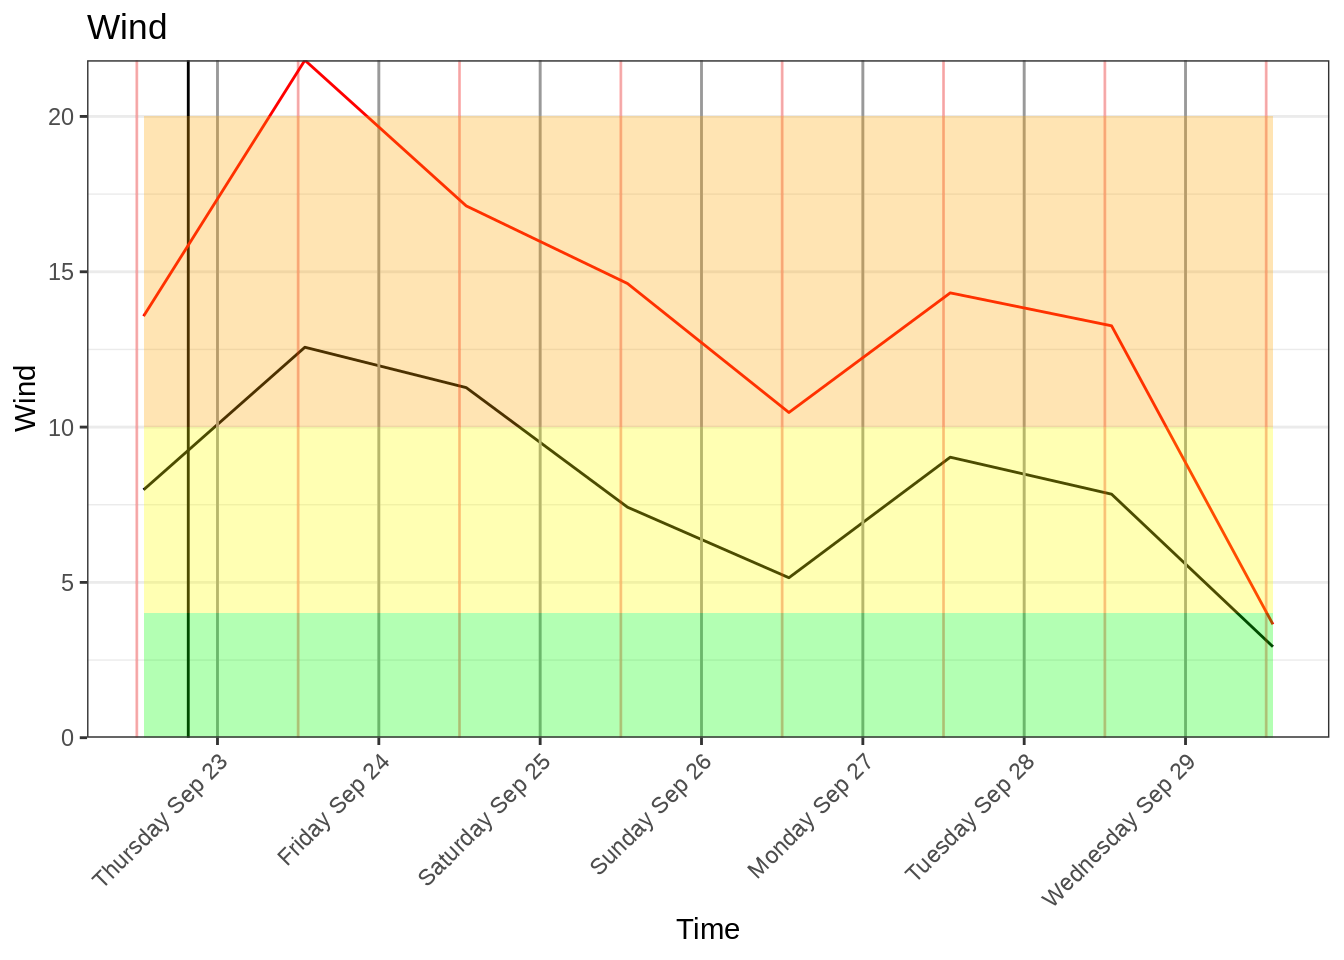 Wind
20
15
10
5
0
Wind
Thursday Sep 23
Friday Sep 24
Saturday Sep 25
Sunday Sep 26
Monday Sep 27
Tuesday Sep 28
Wednesday Sep 29
Time